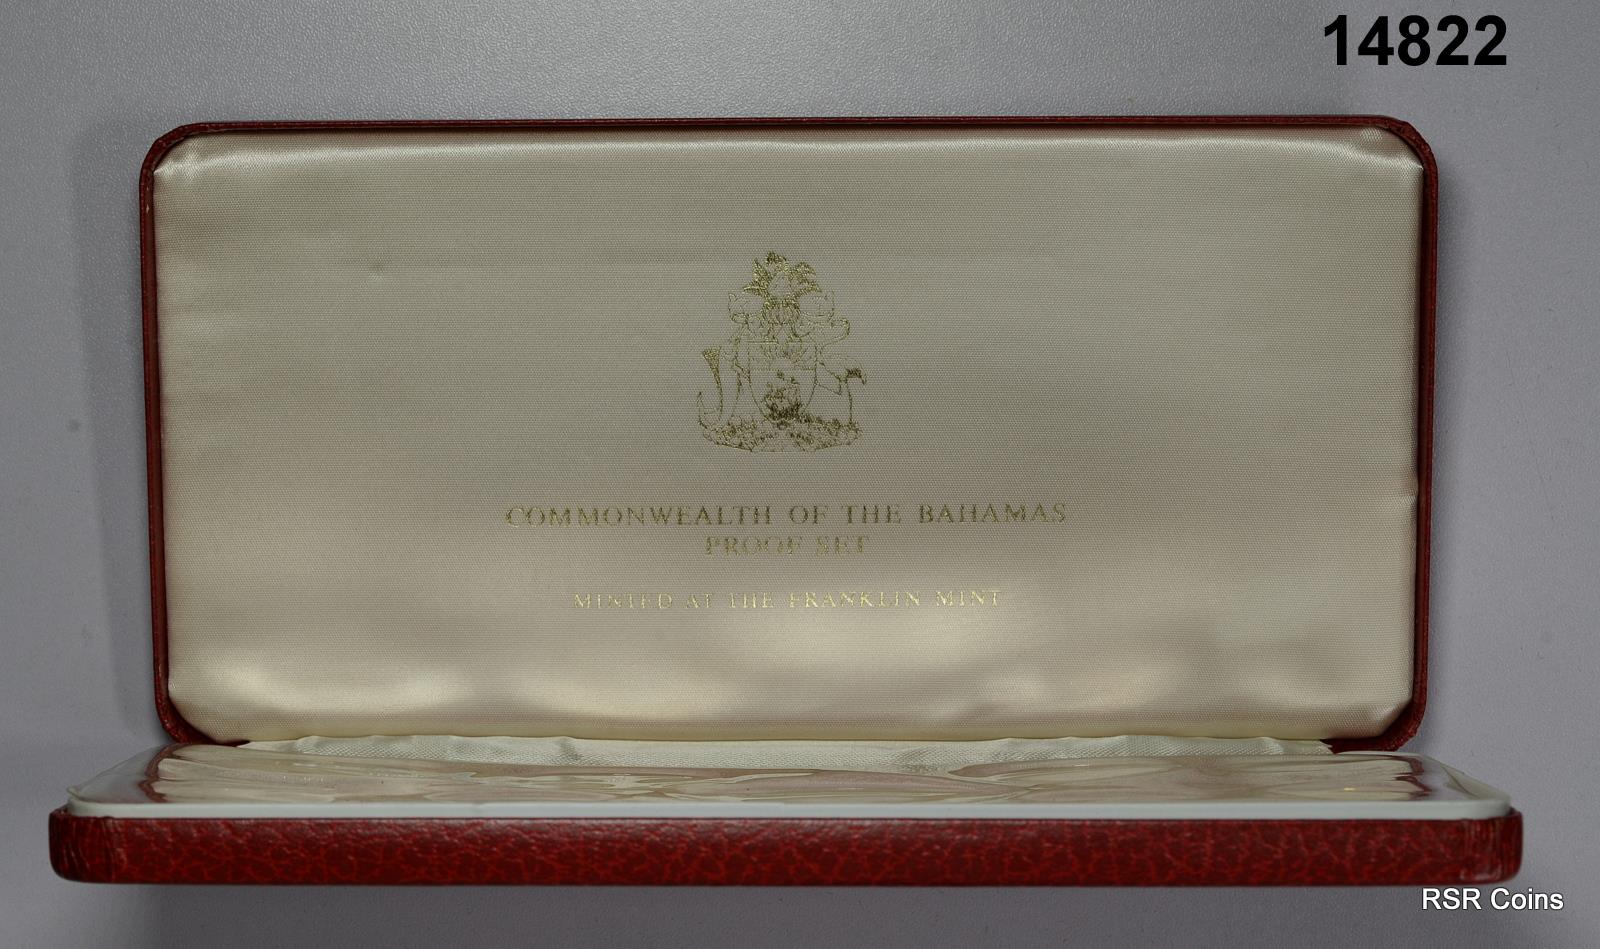 14822
COMMONWEALTH OF THE BAHAMAS
PROOF SET
MINTED AT THE FRANKLIN MINT
RSR Coins